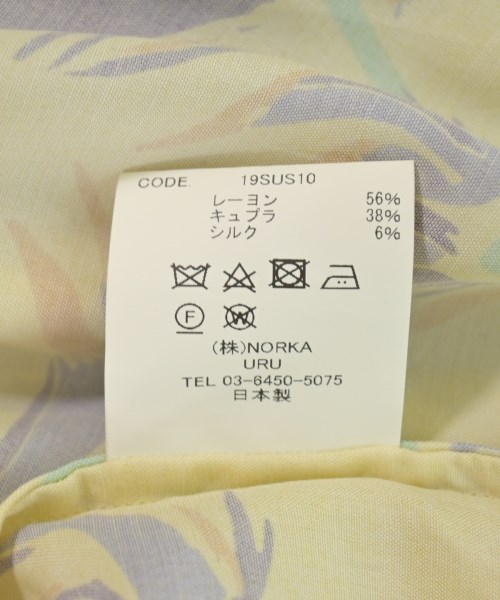 CODE. 19SUS10
レーヨン 56%
キュプラ 38%
シルク 6%
F W
(株)NORKA
URU
TEL 03-6450-5075
日本製